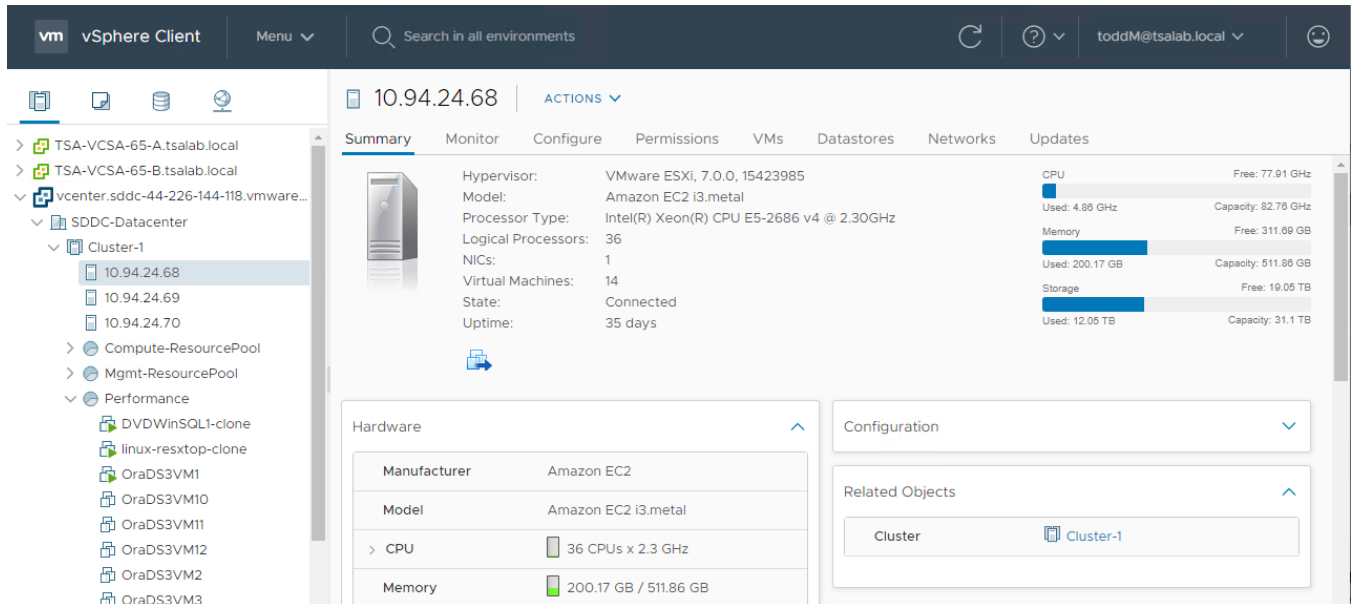 vm vSphere Client Menu Search in all environments toddM@tsalab.local
TSA-VCSA-65-A.tsalab.local
TSA-VCSA-65-B.tsalab.local
vcenter.sddc-44-226-144-118.vmware...
SDDC-Datacenter
Cluster-1
10.94.24.68
10.94.24.69
10.94.24.70
Compute-ResourcePool
Mgmt-ResourcePool
Performance
DVDWinSQL1-clone
linux-resxtop-clone
OraDS3VM1
OraDS3VM10
OraDS3VM11
OraDS3VM12
OraDS3VM2
OraDS3VM3
10.94.24.68 ACTIONS
Summary Monitor Configure Permissions VMs Datastores Networks Updates
Hypervisor: VMware ESXi, 7.0.0, 15423985
Model: Amazon EC2 i3.metal
Processor Type: Intel(R) Xeon(R) CPU E5-2686 v4 @ 2.30GHz
Logical Processors: 36
NICs: 1
Virtual Machines: 14
State: Connected
Uptime: 35 days
CPU Free: 77.91 GHz
Used: 4.86 GHz Capacity: 82.76 GHz
Memory Free: 311.69 GB
Used: 200.17 GB Capacity: 511.86 GB
Storage Free: 19.05 TB
Used: 12.05 TB Capacity: 31.1 TB
Hardware
Manufacturer Amazon EC2
Model Amazon EC2 i3.metal
CPU 36 CPUs x 2.3 GHz
Memory 200.17 GB / 511.86 GB
Configuration
Related Objects
Cluster Cluster-1